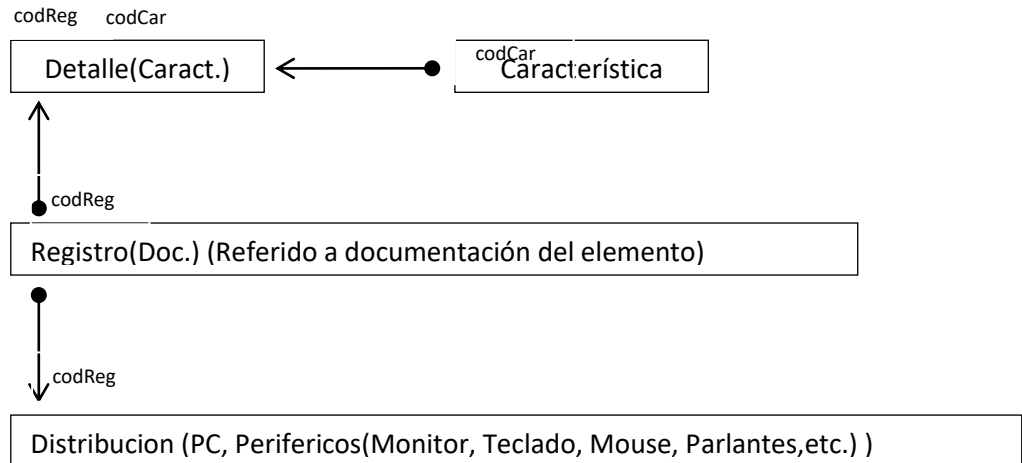 codReg codCar
codCar
Detalle(Caract.) Característica
codReg
Registro(Doc.) (Referido a documentación del elemento)
codReg
Distribucion (PC, Perifericos(Monitor, Teclado, Mouse, Parlantes,etc.) )